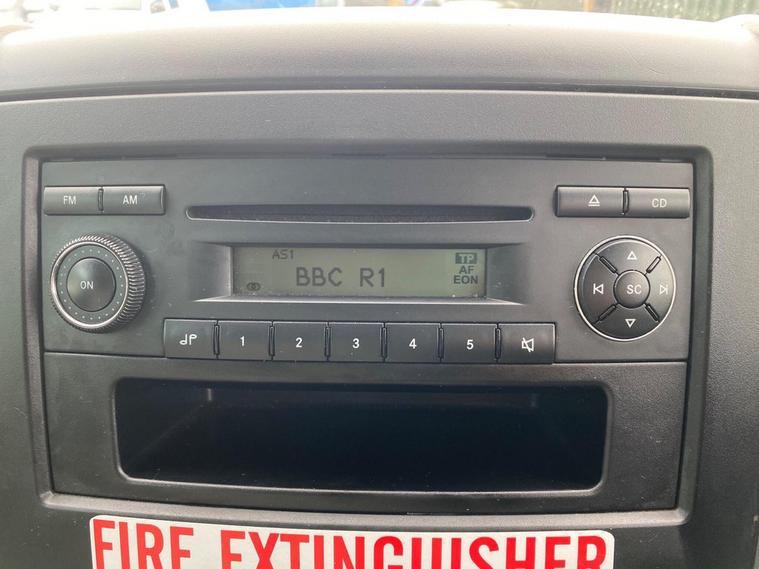 FM AM
CD
AS1
TP
BBC R1
AF
EON
ON
SC
1 2 3 4 5
FIRE EXTINGUISHER